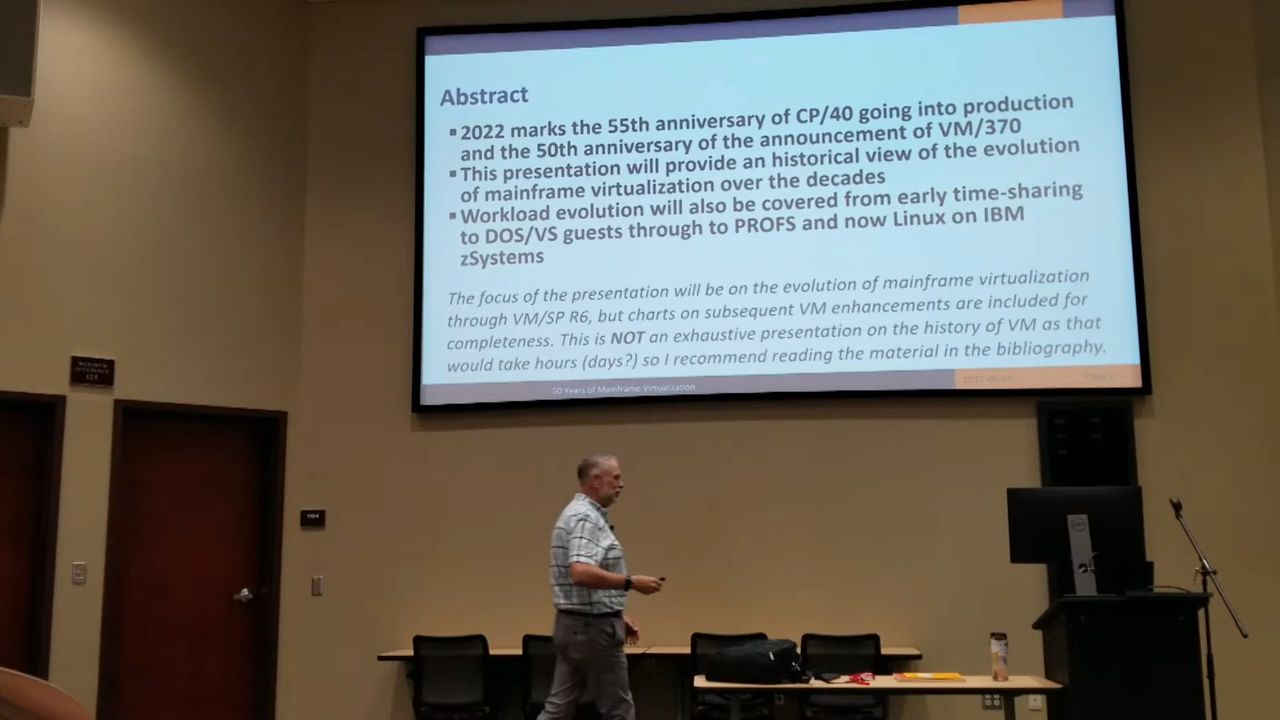 Abstract
▪ 2022 marks the 55th anniversary of CP/40 going into production
and the 50th anniversary of the announcement of VM/370
▪ This presentation will provide an historical view of the evolution
of mainframe virtualization over the decades
▪ Workload evolution will also be covered from early time-sharing
to DOS/VS guests through to PROFS and now Linux on IBM
zSystems
The focus of the presentation will be on the evolution of mainframe virtualization
through VM/SP R6, but charts on subsequent VM enhancements are included for
completeness. This is NOT an exhaustive presentation on the history of VM as that
would take hours (days?) so I recommend reading the material in the bibliography.
50 Years of Mainframe Virtualization
MAXIMUM
OCCUPANCY
DELL